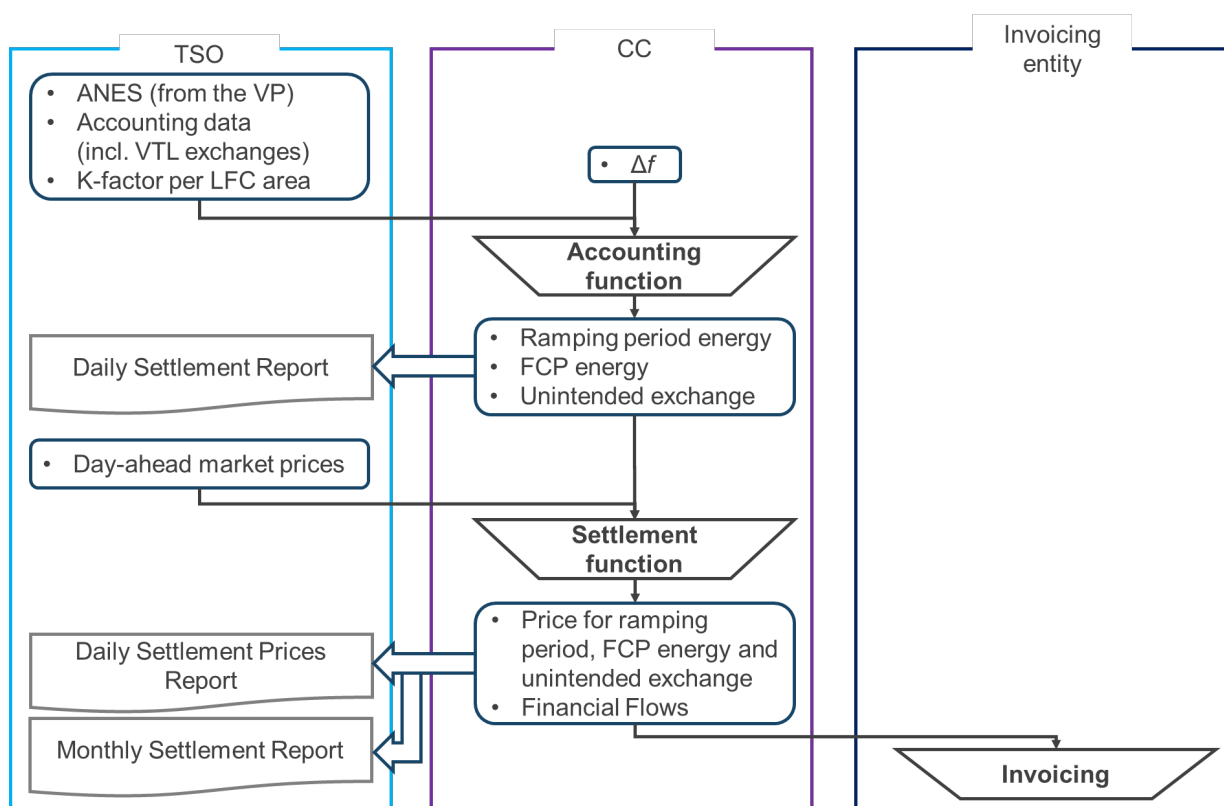 TSO
CC
Invoicing
entity
• ANES (from the VP)
• Accounting data
(incl. VTL exchanges)
• K-factor per LFC area
• Δf
Accounting
function
• Ramping period energy
• FCP energy
• Unintended exchange
Daily Settlement Report
• Day-ahead market prices
Settlement
function
• Price for ramping
period, FCP energy and
unintended exchange
• Financial Flows
Daily Settlement Prices
Report
Monthly Settlement Report
Invoicing